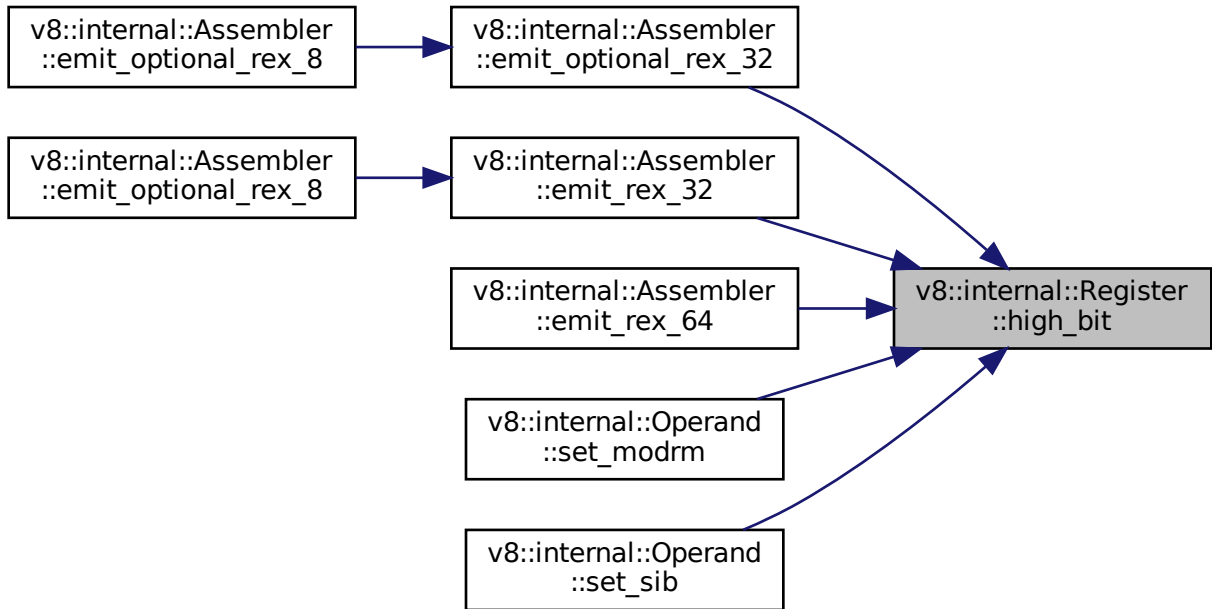 v8::internal::Assembler
::emit_optional_rex_8
v8::internal::Assembler
::emit_optional_rex_32
v8::internal::Assembler
::emit_optional_rex_8
v8::internal::Assembler
::emit_rex_32
v8::internal::Assembler
::emit_rex_64
v8::internal::Register
::high_bit
v8::internal::Operand
::set_modrm
v8::internal::Operand
::set_sib